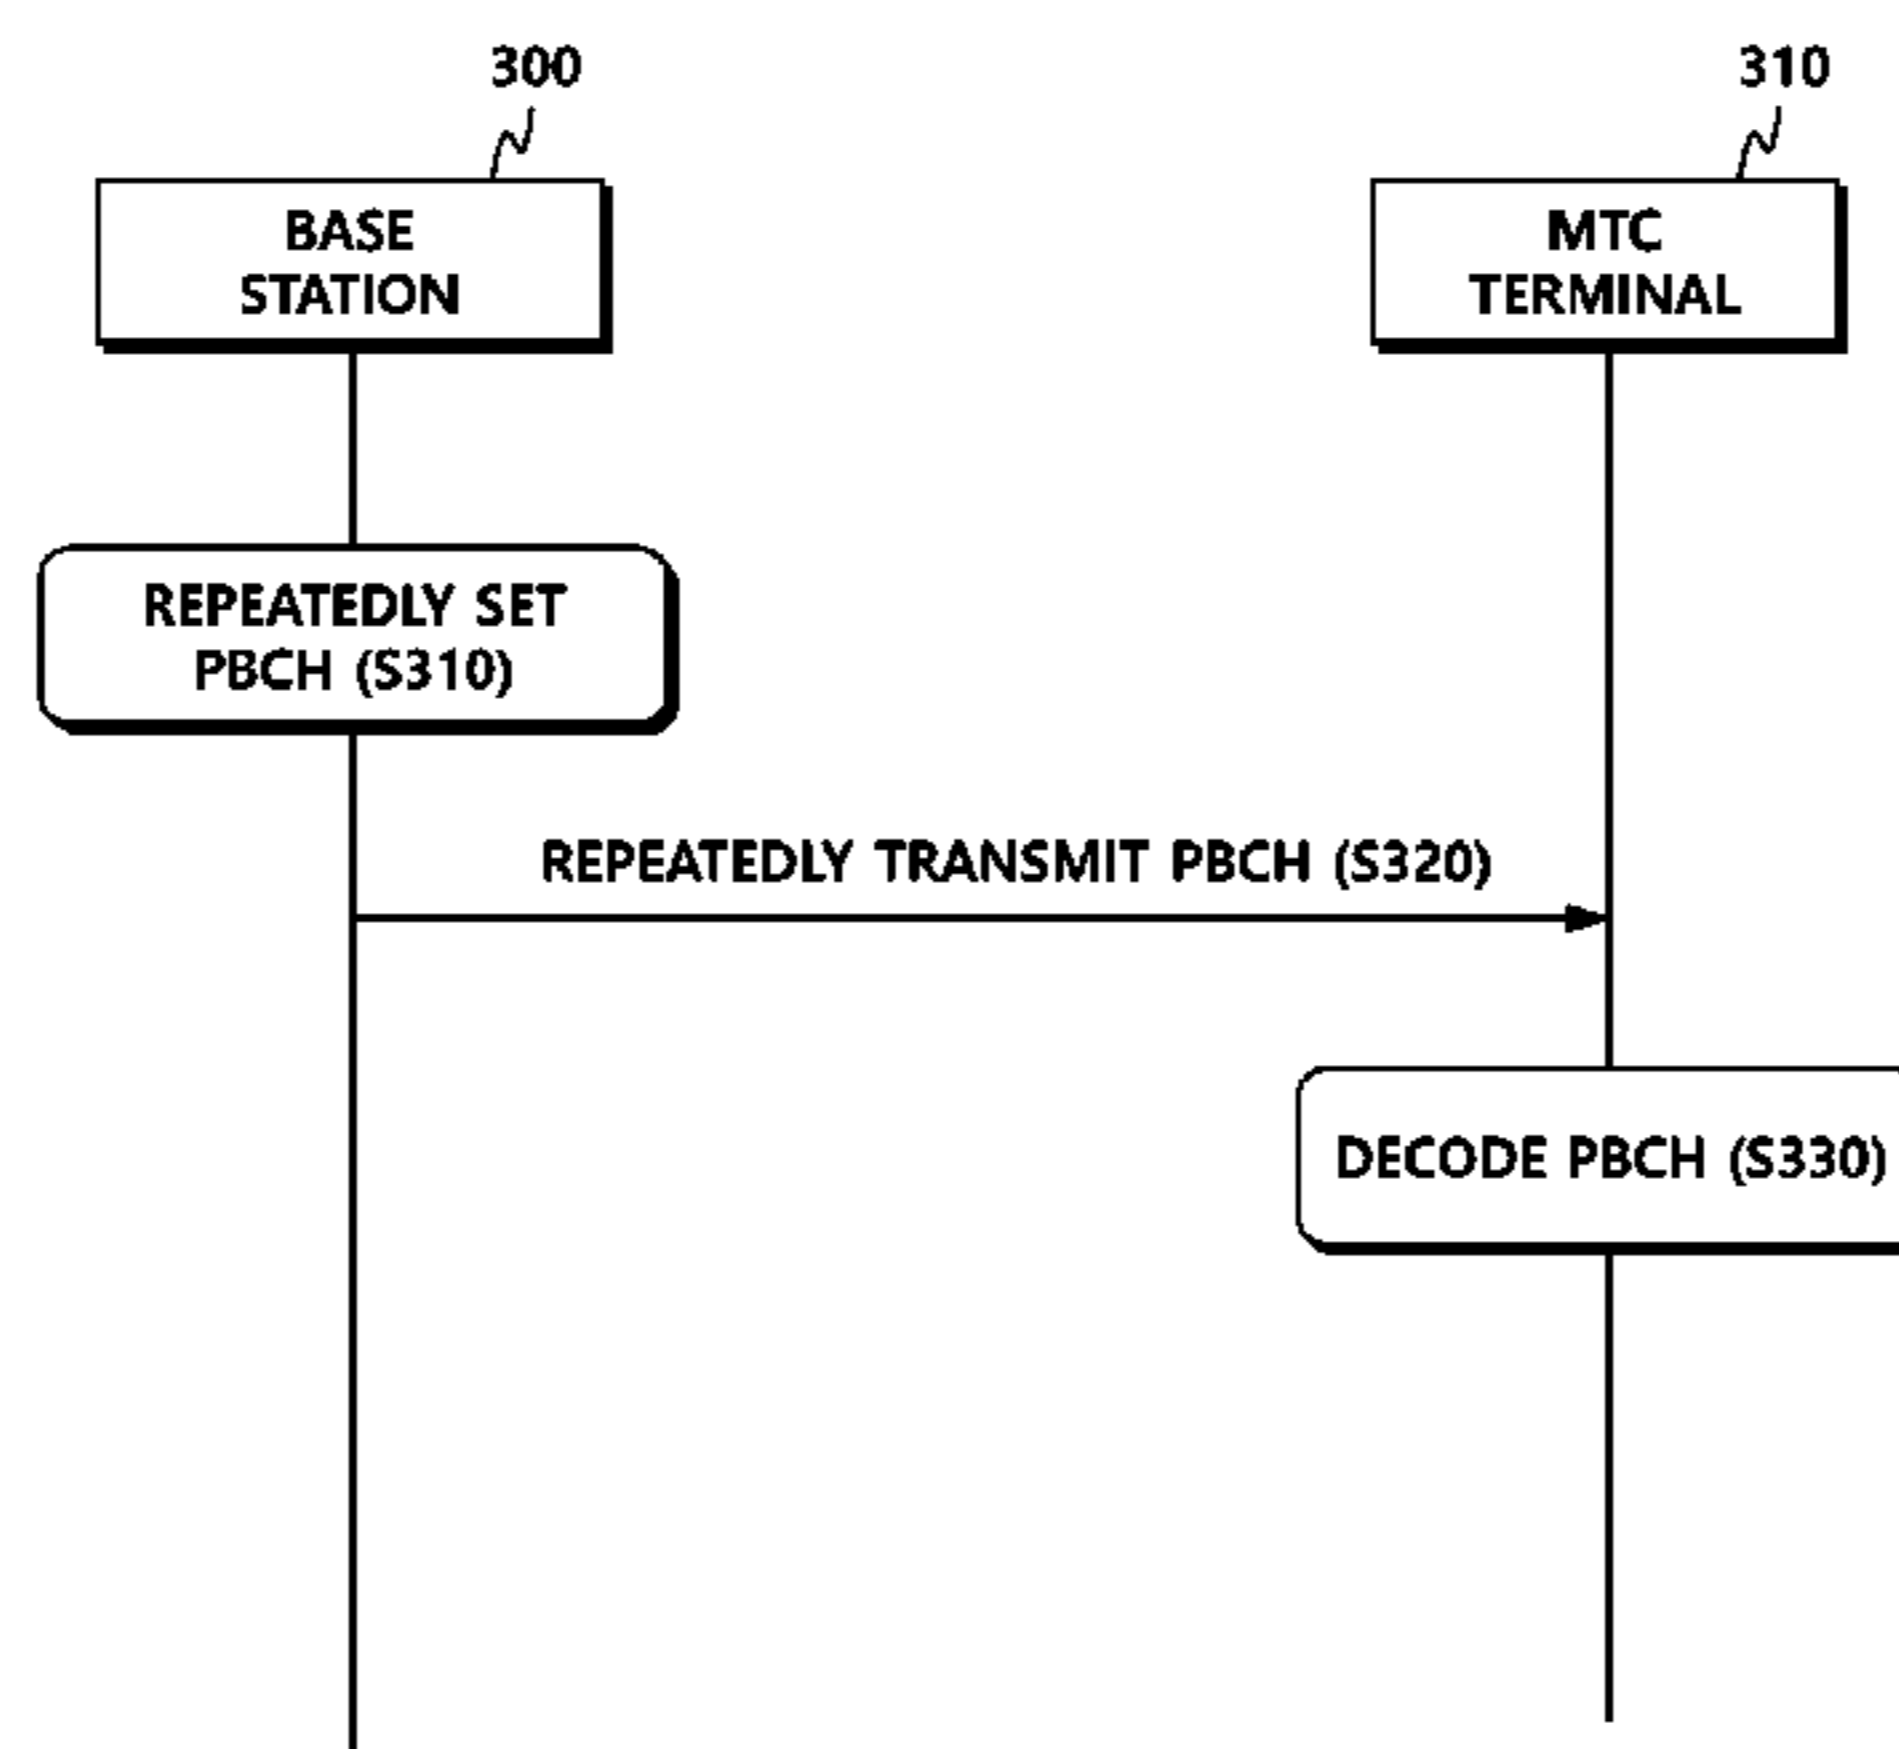 300
310
BASE
STATION
MTC
TERMINAL
REPEATEDLY SET
PBCH (S310)
REPEATEDLY TRANSMIT PBCH (S320)
DECODE PBCH (S330)